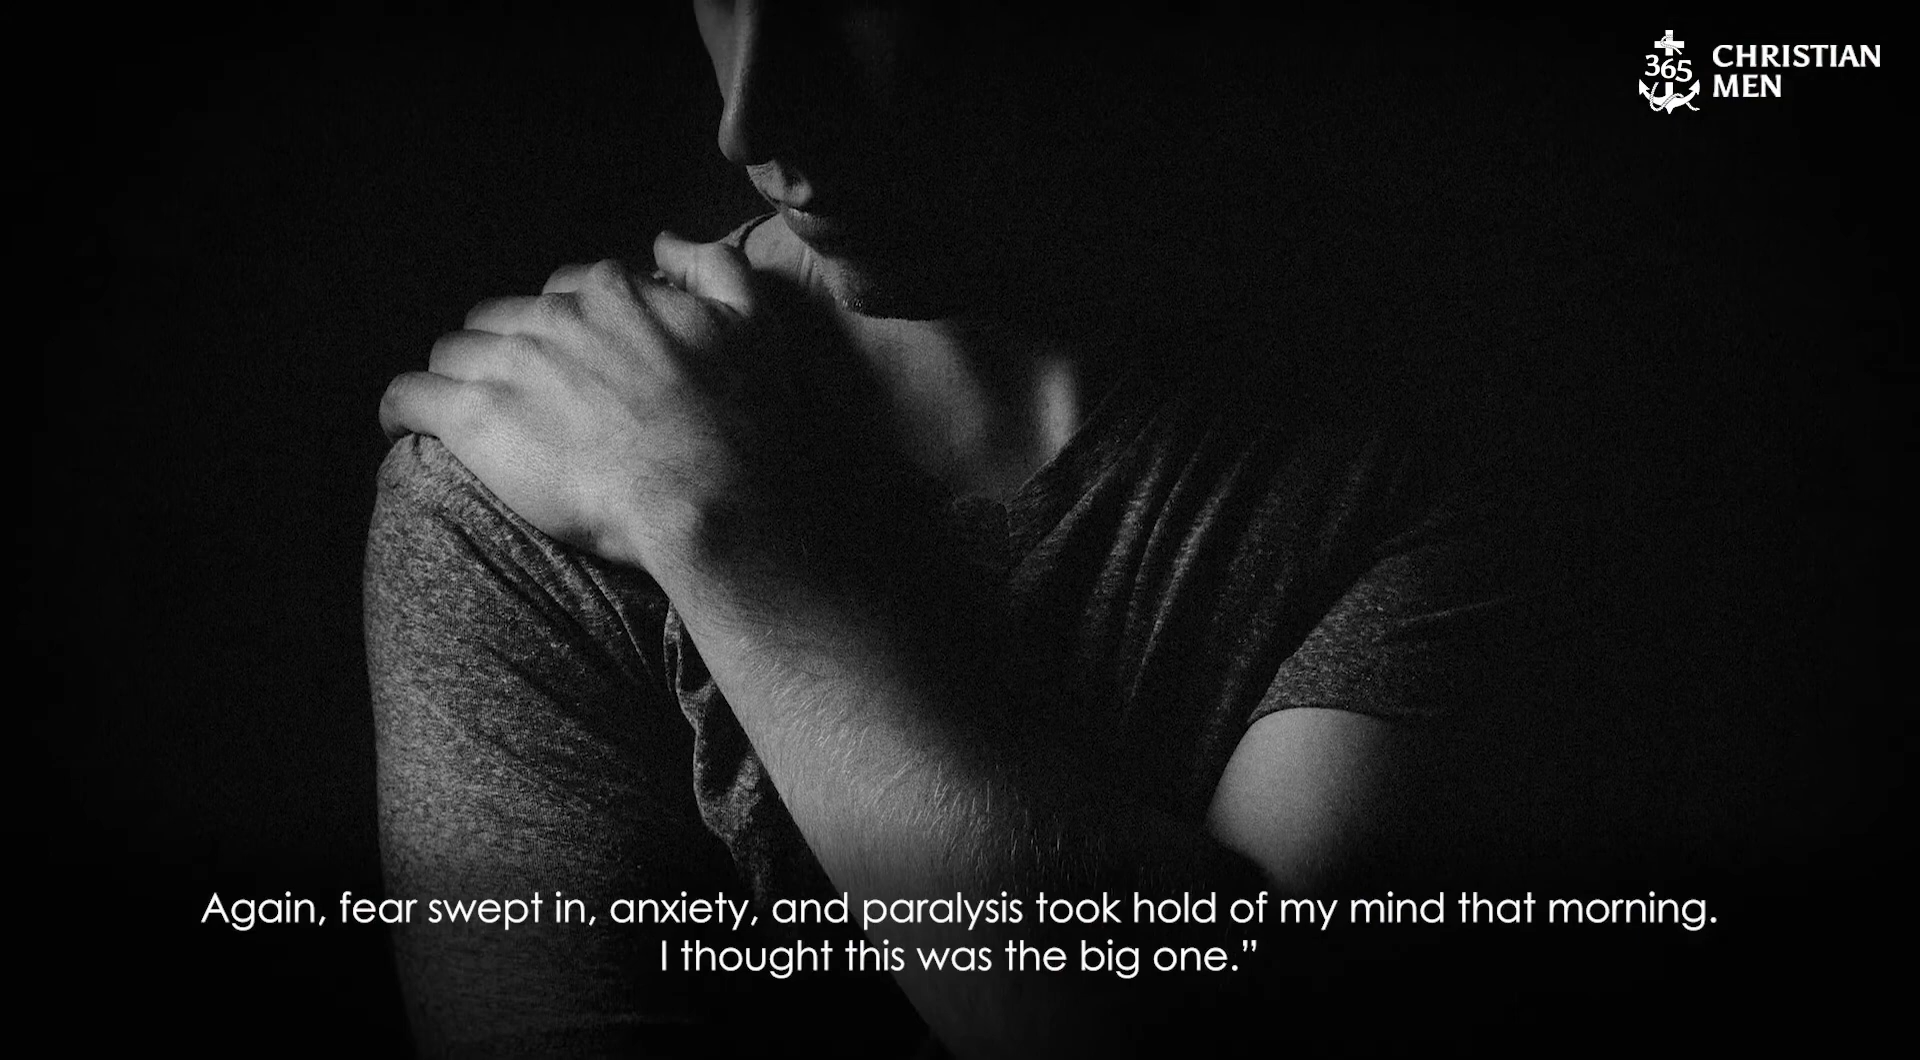 365
CHRISTIAN
MEN
Again, fear swept in, anxiety, and paralysis took hold of my mind that morning.
I thought this was the big one.”